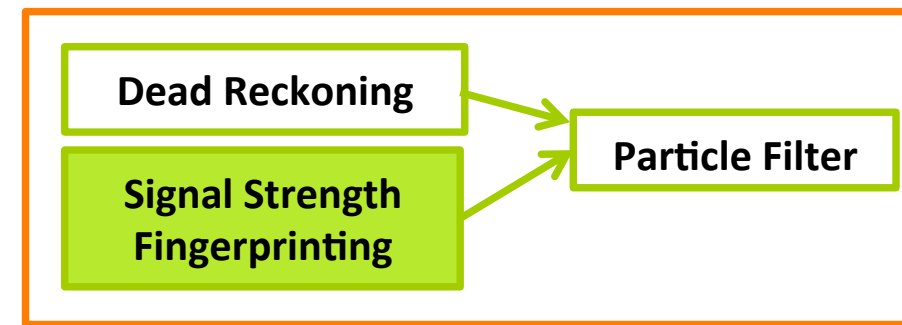 Dead Reckoning
Signal Strength
Fingerprinting
Particle Filter